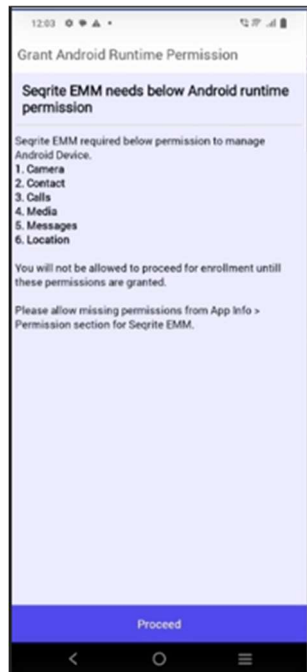 12:03
Grant Android Runtime Permission
Seqrite EMM needs below Android runtime
permission
Seqrite EMM required below permission to manage
Android Device.
1. Camera
2. Contact
3. Calls
4. Media
5. Messages
6. Location
You will not be allowed to proceed for enrollment untill
these permissions are granted.
Please allow missing permissions from App Info >
Permission section for Seqrite EMM.
Proceed